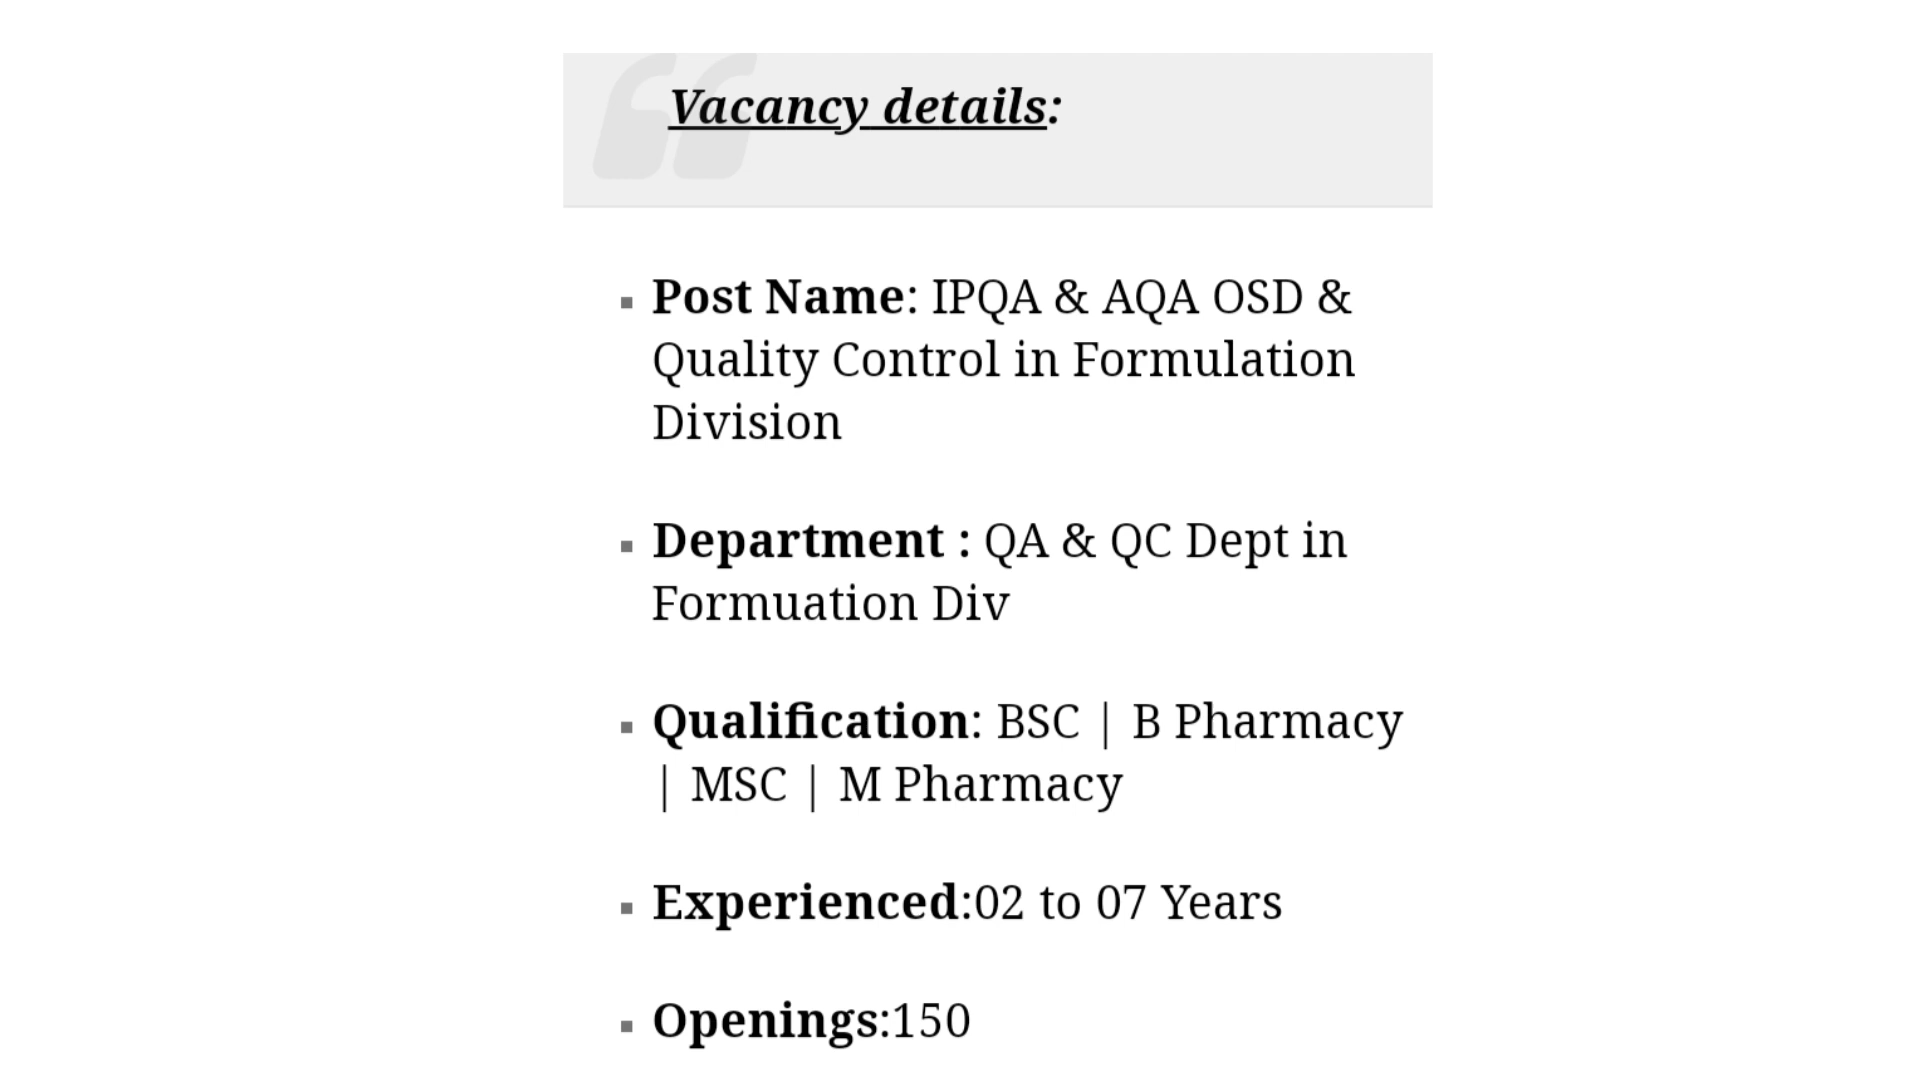 Vacancy details:
Post Name: IPQA & AQA OSD &
Quality Control in Formulation
Division
Department : QA & QC Dept in
Formuation Div
Qualification: BSC | B Pharmacy
| MSC | M Pharmacy
Experienced:02 to 07 Years
Openings:150